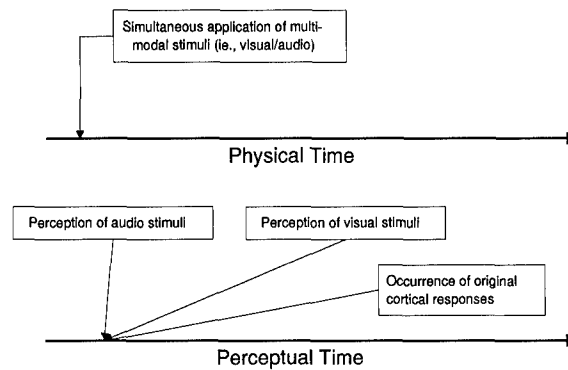 Simultaneous application of multi-
modal stimuli (ie., visual/audio)
Physical Time
Perception of audio stimuli
Perception of visual stimuli
Occurrence of original
cortical responses
Perceptual Time